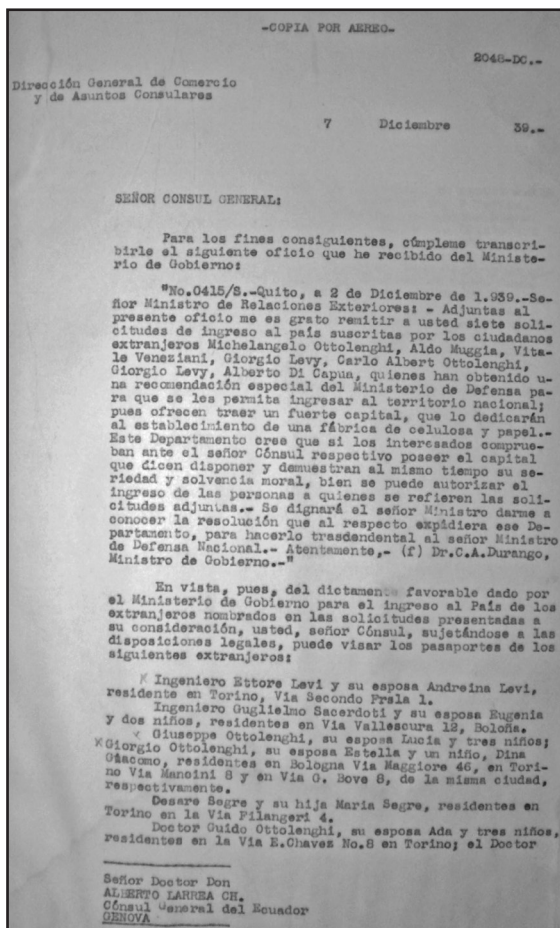 -COPIA POR AEREO-
2048-DC.-
Dirección General de Comercio
y de Asuntos Consulares
7 Diciembre 39.-
SEÑOR CONSUL GENERAL:
Para los fines consiguientes, cúmpleme transcri-
birle el siguiente oficio que he recibido del Ministe-
rio de Gobierno:
"No.0415/S.-Quito, a 2 de Diciembre de 1.939.-Se-
ñor Ministro de Relaciones Exteriores: - Adjuntas al
presente oficio me es grato remitir a usted siete soli-
citudes de ingreso al país suscritas por los ciudadanos
extranjeros Michelangelo Ottolenghi, Aldo Muggia, Vita-
le Veneziani, Giorgio Levy, Carlo Albert Ottolenghi,
Giorgio Levy, Alberto Di Capua, quienes han obtenido u-
na recomendación especial del Ministerio de Defensa pa-
ra que se les permita ingresar al territorio nacional;
pues ofrecen traer un fuerte capital, que lo dedicarán
al establecimiento de una fábrica de celulosa y papel.-
Este Departamento cree que si los interesados comprue-
ban ante el señor Cónsul respectivo poseer el capital
que dicen disponer y demuestran al mismo tiempo su se-
riedad y solvencia moral, bien se puede autorizar el
ingreso de las personas a quienes se refieren las soli-
citudes adjuntas.- Se dignará el señor Ministro darme a
conocer la resolución que al respecto expidiera ese De-
partamento, para hacerlo trasdendental al señor Ministro
de Defensa Nacional.- Atentamente,- (f) Dr.C.A.Durango,
Ministro de Gobierno.-"
En vista, pues, del dictamen favorable dado por
el Ministerio de Gobierno para el ingreso al País de los
extranjeros nombrados en las solicitudes presentadas a
su consideración, usted, señor Cónsul, sujetándose a las
disposiciones legales, puede visar los pasaportes de los
siguientes extranjeros:
Ingeniero Ettore Levi y su esposa Andreina Levi,
residente en Torino, Via Secondo 1.
Ingeniero Guglielmo Sacerdoti y su esposa Eugenia
y dos niños, residentes en Via Vallescura 12, Boloña.
Giuseppe Ottolenghi, su esposa Lucia y tres niños;
Giorgio Ottolenghi, su esposa Estella y un niño, Dina
Giacomo, residentes en Bologna Via Maggiore 46, en Tori-
no Via Mancini 8 y en Via G. Bove 8, de la misma ciudad,
respectivamente.
Desare Segre y su hija Maria Segre, residentes en
Torino en la Via Filangeri 4.
Doctor Guido Ottolenghi, su esposa Ada y tres niños,
residentes en la Via E.Chavez No.8 en Torino; el Doctor
Señor Doctor Don
ALBERTO LARREA CH.
Cónsul General del Ecuador
GENOVA